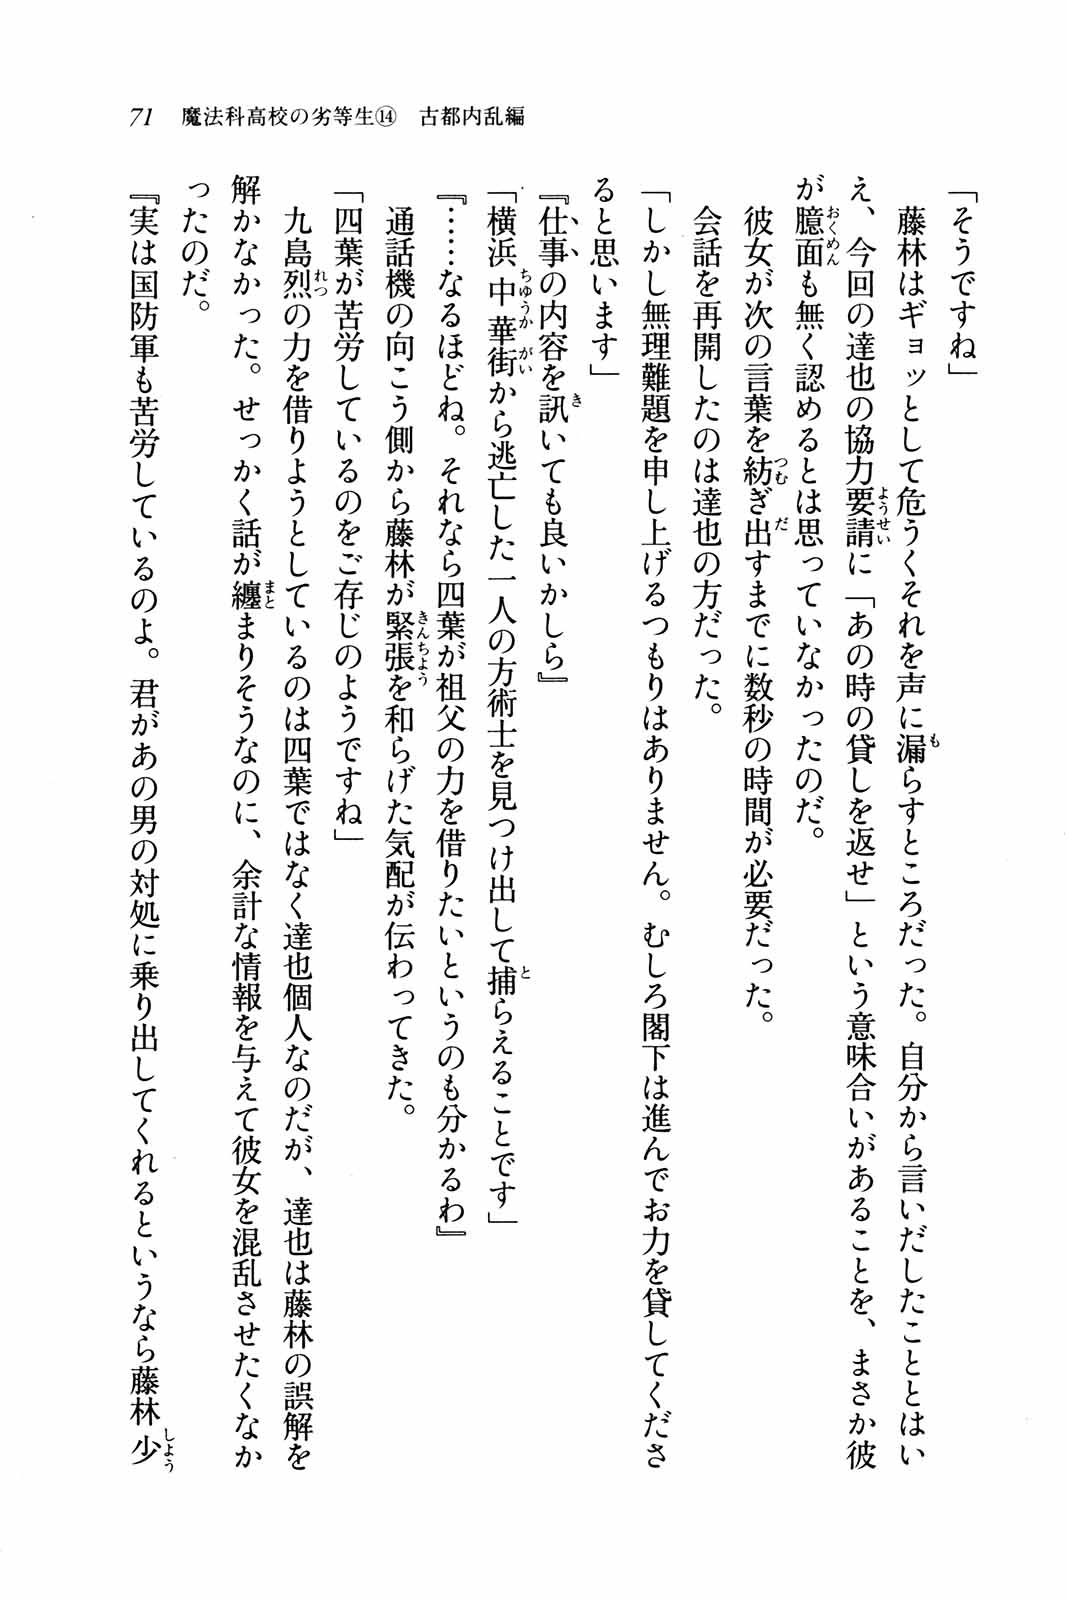 71 魔法科高校の劣等生⑭ 古都内乱編
「そうですね」
藤林はギョッとして危うくそれを声に漏らすところだった。自分から言いだしたこととはい
え、今回の達也の協力要請に「あの時の貸しを返せ」という意味合いがあることを、まさか彼
が臆面も無く認めるとは思っていなかったのだ。
彼女が次の言葉を紡ぎ出すまでに数秒の時間が必要だった。
会話を再開したのは達也の方だった。
「しかし無理難題を申し上げるつもりはありません。むしろ閣下は進んでお力を貸してくださ
ると思います」
『仕事の内容を訊いても良いかしら』
「横浜中華街から逃亡した一人の方術士を見つけ出して捕らえることです」
『……なるほどね。それなら四葉が祖父の力を借りたいというのも分かるわ』
通話機の向こう側から藤林が緊張を和らげた気配が伝わってきた。
「四葉が苦労しているのをご存じのようですね」
九島烈の力を借りようとしているのは四葉ではなく達也個人なのだが、達也は藤林の誤解を
解かなかった。せっかく話が纏まりそうなのに、余計な情報を与えて彼女を混乱させたくなか
ったのだ。
『実は国防軍も苦労しているのよ。君があの男の対処に乗り出してくれるというなら藤林少